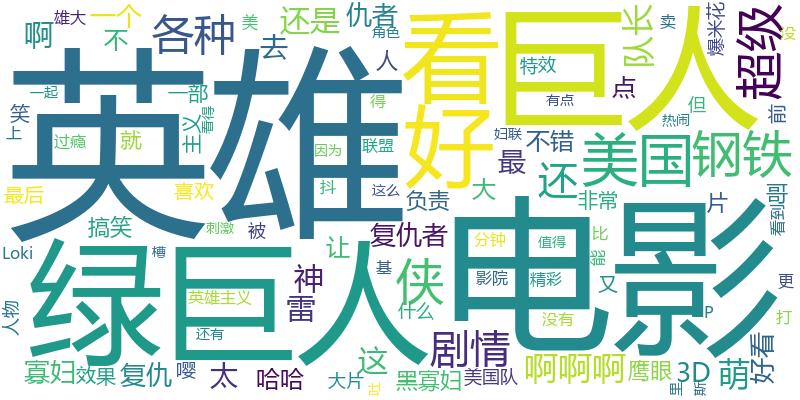 雄大
一个
还是
仇者
看
巨人
队长
卖
爆米花
没
美
角色
啊
不
各种
去
人
特效
超级
笑
上
一部
主义
看得
一起
英雄
好
点
有点
但
热闹
前
过瘾
就
因为
得
联盟
妇联
不错
美国
钢铁
最
还
最后
喜欢
抖
这么
负责
大
非常
片
看到
搞笑
刺激
被
让
复仇者
电影
分钟
值得
比
Loki
槽
神
基
侠
影院
精彩
能
又
更
人物
绿巨人
英雄主义
雷
什么
没有
P
打
还有
这
剧情
好看
寡妇
效果
复仇
嘤
太
哈哈
大片
黑寡妇
美国队
啊啊啊
鹰眼
3D
萌
里
斯